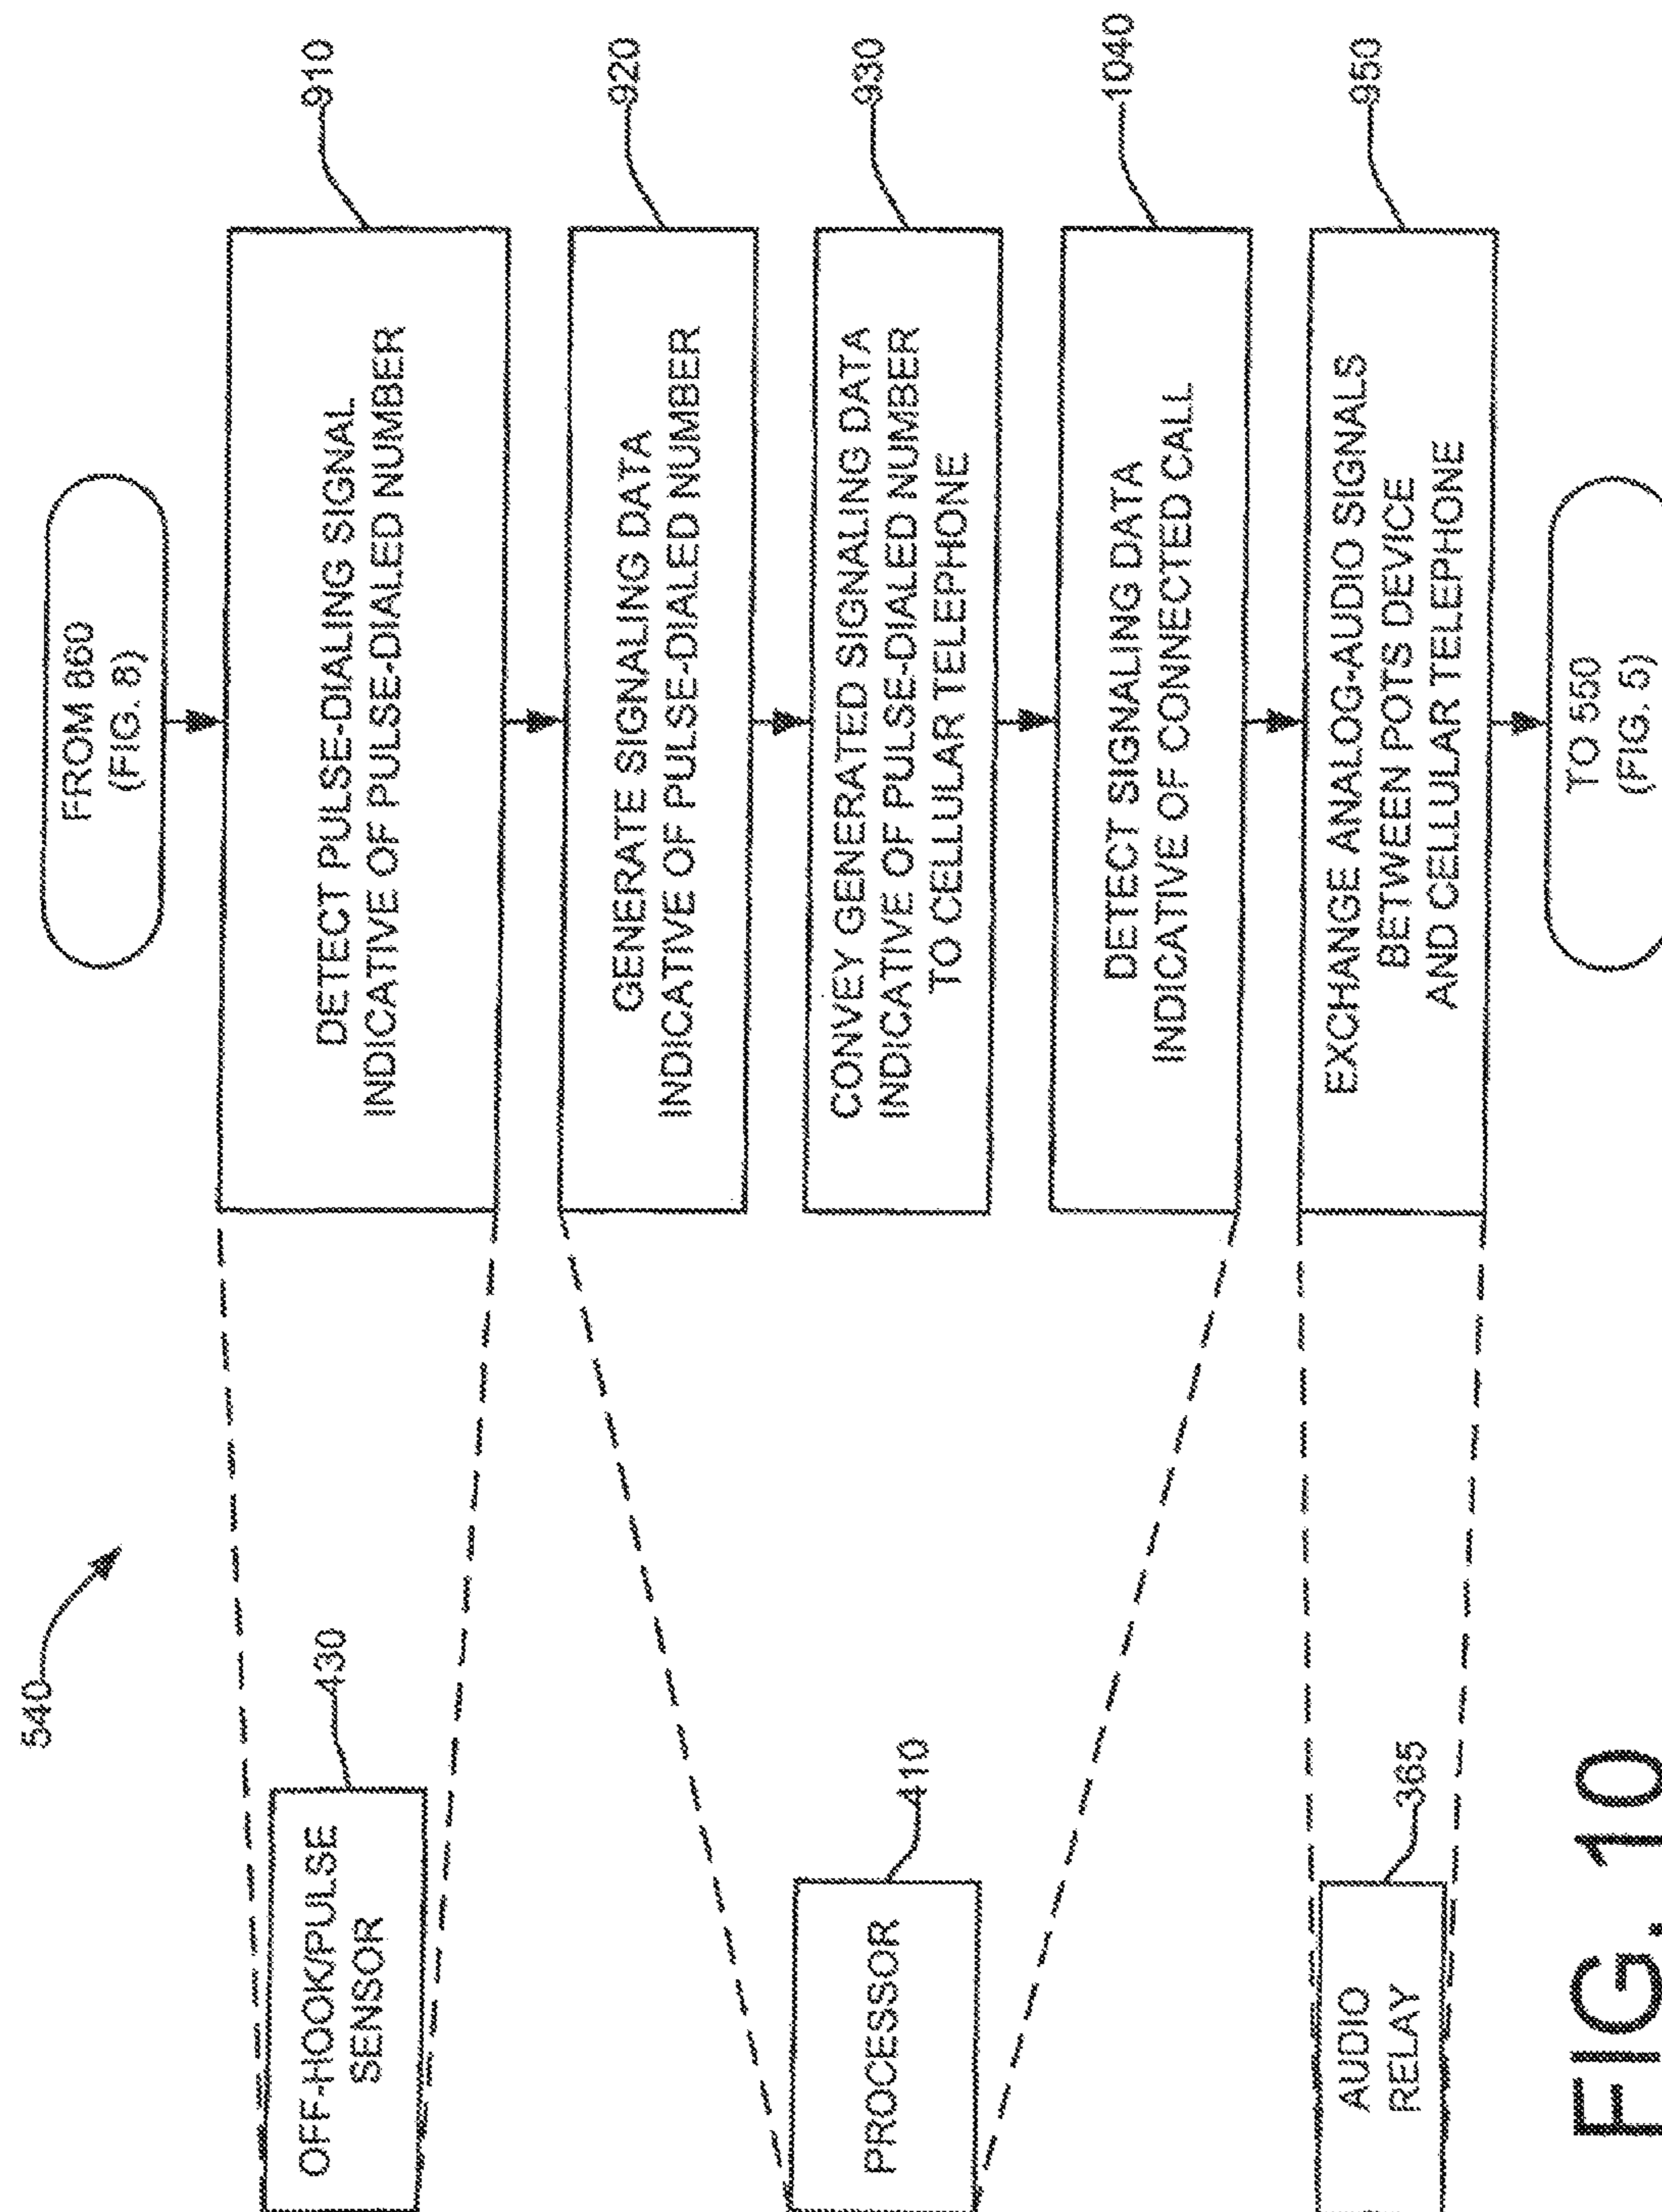 540
FROM 860
(FIG. 8)
OFF-HOOK/PULSE
SENSOR
430
DETECT PULSE-DIALING SIGNAL
INDICATIVE OF PULSE-DIALED NUMBER
910
GENERATE SIGNALING DATA
INDICATIVE OF PULSE-DIALED NUMBER
920
PROCESSOR
410
CONVEY GENERATED SIGNALING DATA
INDICATIVE OF PULSE-DIALED NUMBER
TO CELLULAR TELEPHONE
930
DETECT SIGNALING DATA
INDICATIVE OF CONNECTED CALL
1040
AUDIO
RELAY
365
EXCHANGE ANALOG-AUDIO SIGNALS
BETWEEN POTS DEVICE
AND CELLULAR TELEPHONE
950
TO 550
(FIG. 5)
FIG. 10